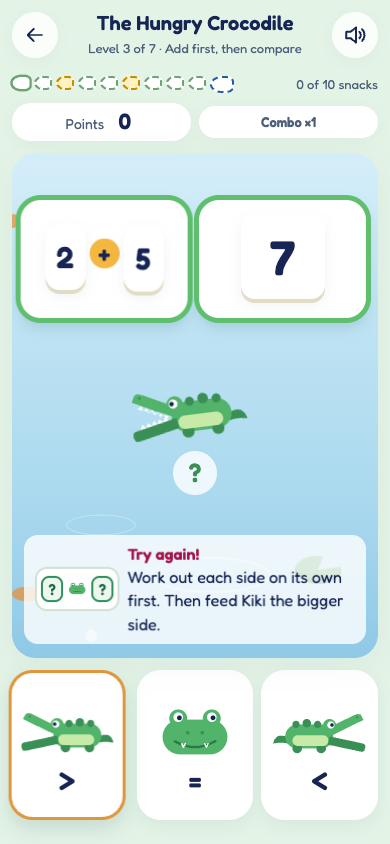 The Hungry Crocodile
Level 3 of 7 · Add first, then compare
0 of 10 snacks
Points 0
Combo ×1
2 + 5
7
?
Try again!
? ?
Work out each side on its own
first. Then feed Kiki the bigger
side.
> = <